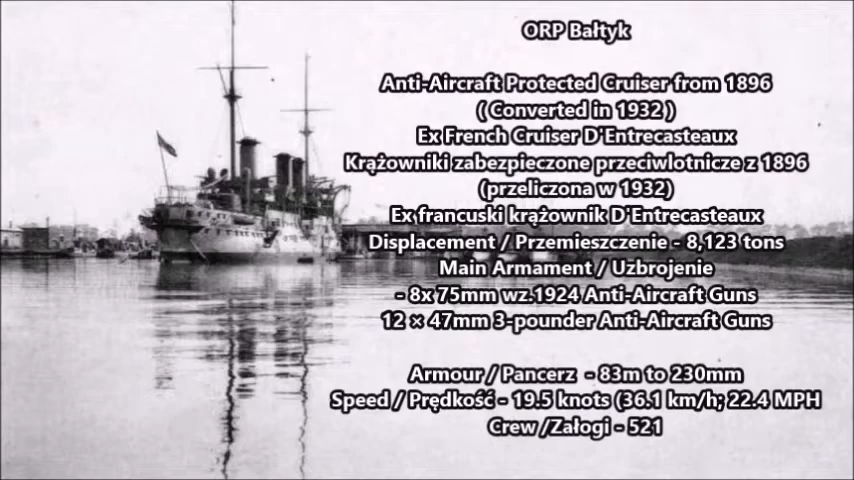 ORP Bałtyk
Anti-Aircraft Protected Cruiser from 1896
( Converted in 1932 )
Ex French Cruiser D'Entrecasteaux
Krążowniki zabezpieczone przeciwlotnicze z 1896
(przeliczona w 1932)
Ex francuski krążownik D'Entrecasteaux
Displacement / Przemieszczenie - 8,123 tons
Main Armament / Uzbrojenie
- 8x 75mm wz.1924 Anti-Aircraft Guns
12 × 47mm 3-pounder Anti-Aircraft Guns
Armour / Pancerz - 83m to 230mm
Speed / Prędkość - 19.5 knots (36.1 km/h; 22.4 MPH
Crew /Załogi - 521